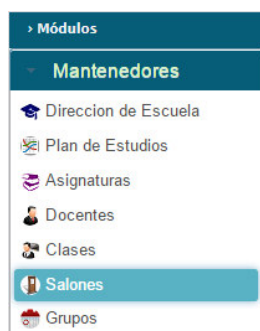 › Módulos
Mantenedores
Direccion de Escuela
Plan de Estudios
Asignaturas
Docentes
Clases
Salones
Grupos